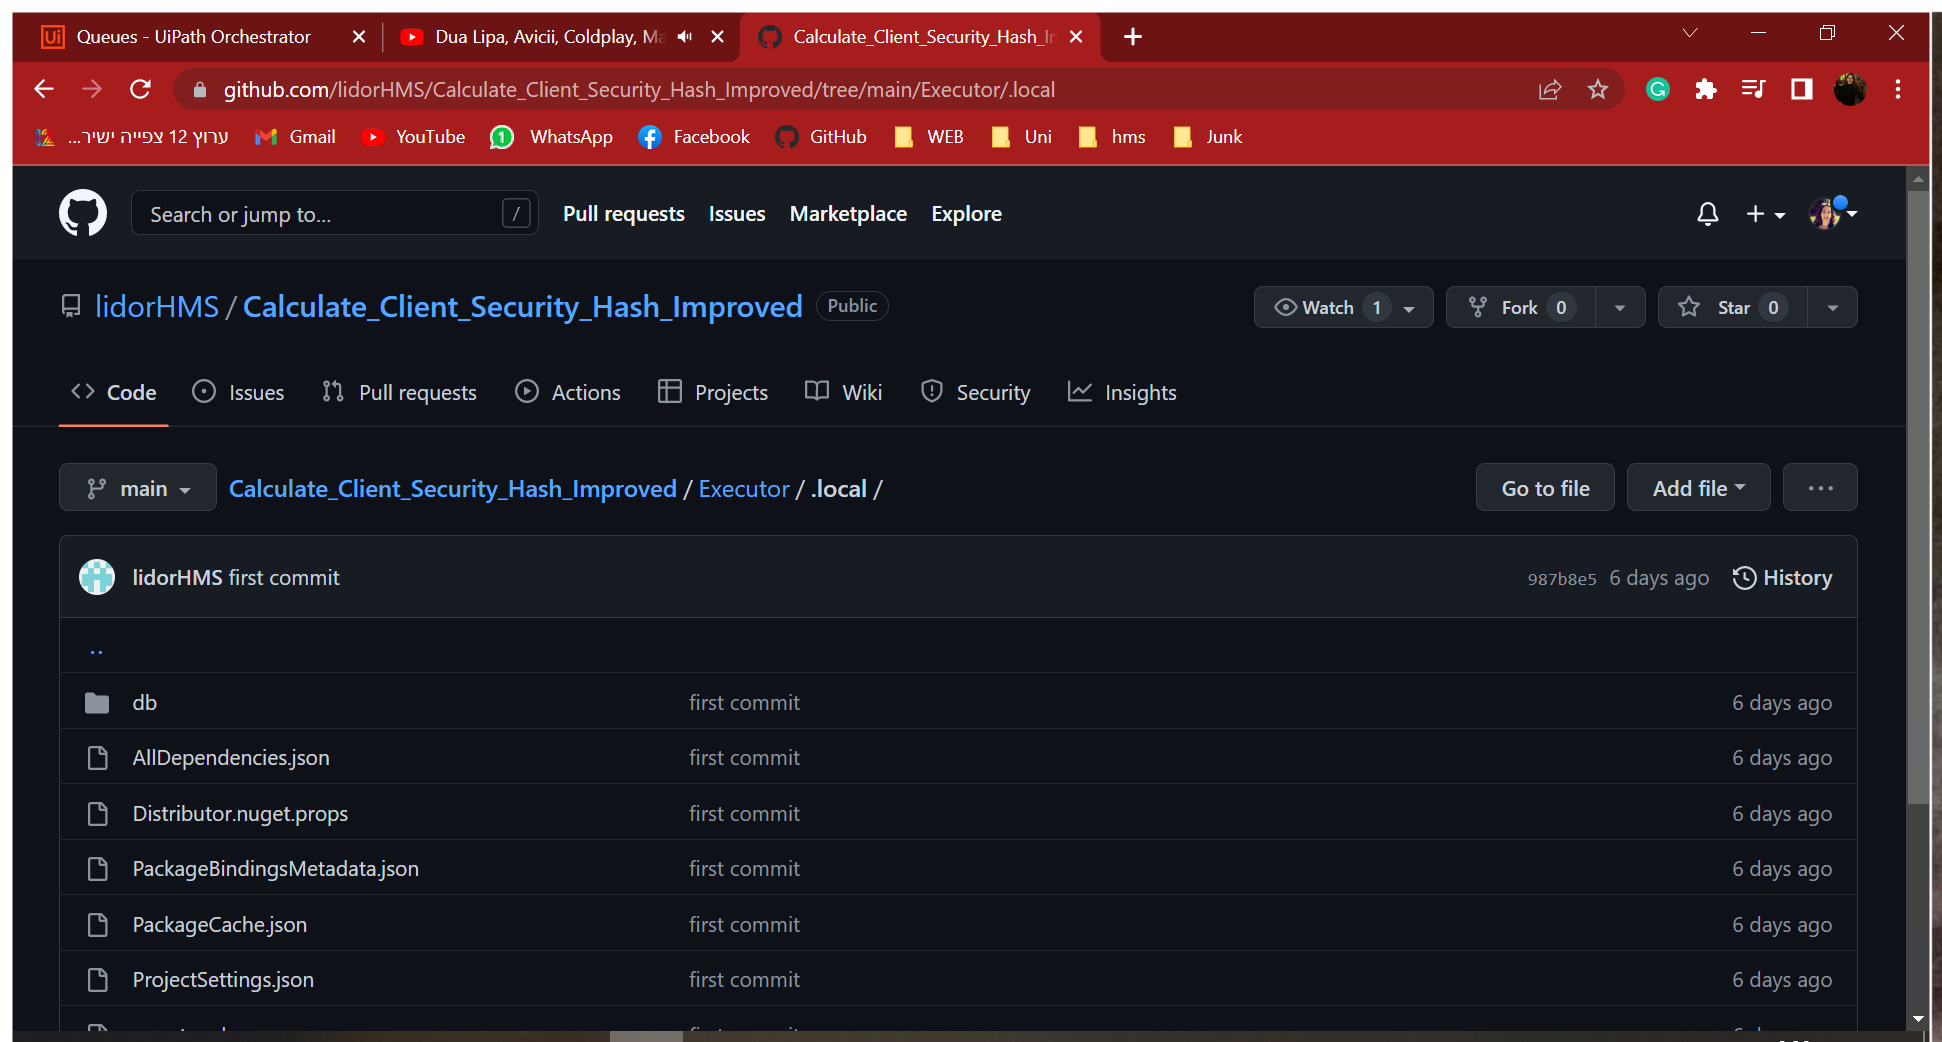 Queues - UiPath Orchestrator
Dua Lipa, Avicii, Coldplay, Ma
Calculate_Client_Security_Hash_In
github.com/lidorHMS/Calculate_Client_Security_Hash_Improved/tree/main/Executor/.local
ערוץ 12 צפייה ישיר...
Gmail
YouTube
WhatsApp
Facebook
GitHub
WEB
Uni
hms
Junk
Search or jump to...
/
Pull requests
Issues
Marketplace
Explore
lidorHMS / Calculate_Client_Security_Hash_Improved
Public
Watch 1
Fork 0
Star 0
Code
Issues
Pull requests
Actions
Projects
Wiki
Security
Insights
main
Calculate_Client_Security_Hash_Improved / Executor / .local /
Go to file
Add file
...
lidorHMS first commit
987b8e5 6 days ago
History
..
db first commit 6 days ago
AllDependencies.json first commit 6 days ago
Distributor.nuget.props first commit 6 days ago
PackageBindingsMetadata.json first commit 6 days ago
PackageCache.json first commit 6 days ago
ProjectSettings.json first commit 6 days ago